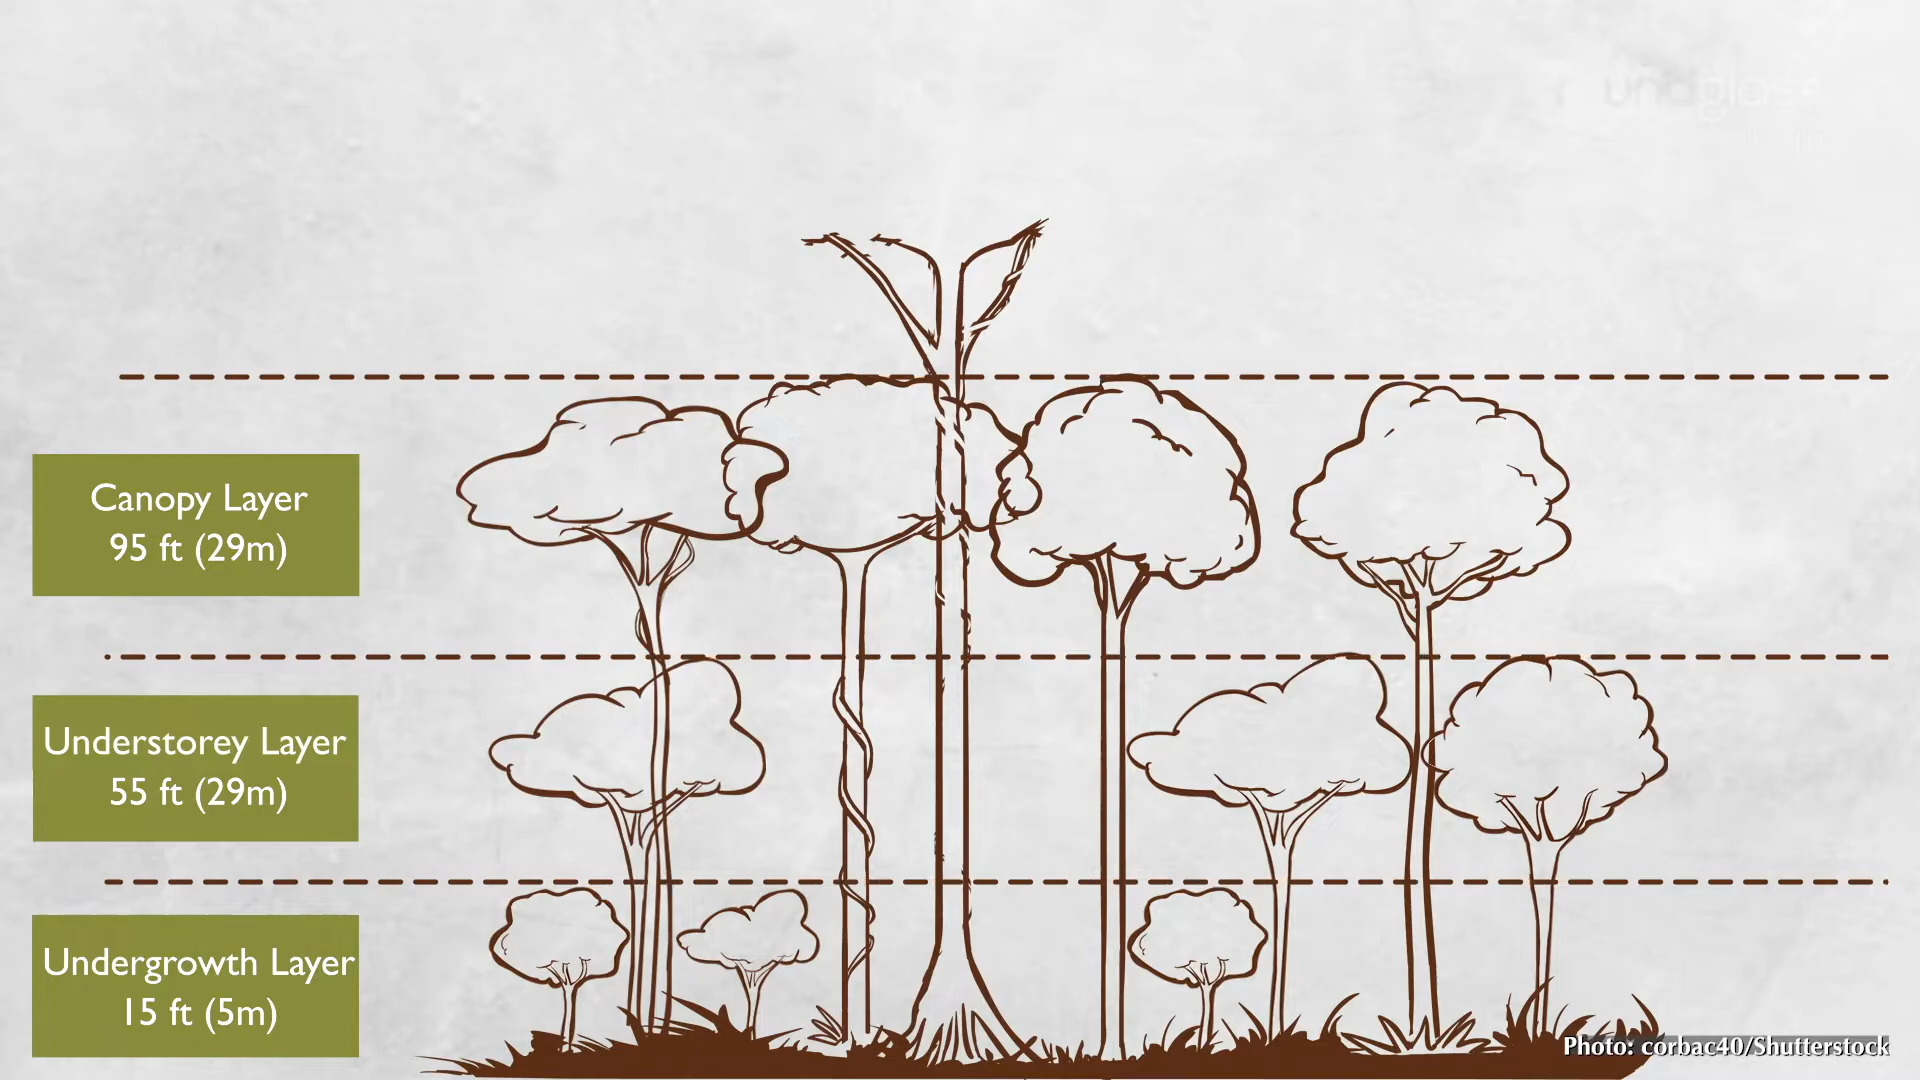 Canopy Layer
95 ft (29m)
Understorey Layer
55 ft (29m)
Undergrowth Layer
15 ft (5m)
Photo: corbac40/Shutterstock